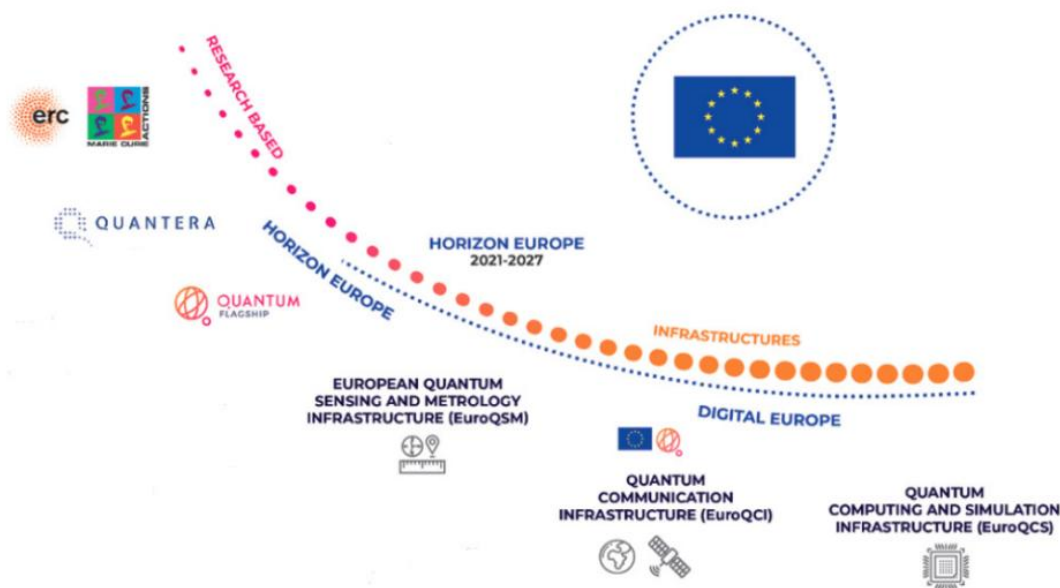 RESEARCH BASED
erc
MARIE CURIE
ACTIONS
QUANTERA
HORIZON EUROPE
HORIZON EUROPE
2021-2027
QUANTUM
FLAGSHIP
INFRASTRUCTURES
EUROPEAN QUANTUM
SENSING AND METROLOGY
INFRASTRUCTURE (EuroQSM)
DIGITAL EUROPE
QUANTUM
COMMUNICATION
INFRASTRUCTURE (EuroQCI)
QUANTUM
COMPUTING AND SIMULATION
INFRASTRUCTURE (EuroQCS)